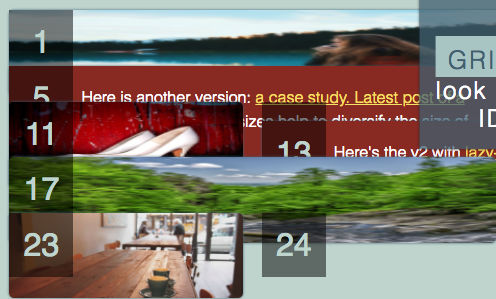 1
GRI
5
Here is another version: a case study. Latest post of a
look
11
size help to diversify the size of
ID
13
Here's the v2 with lazy-
17
23
24